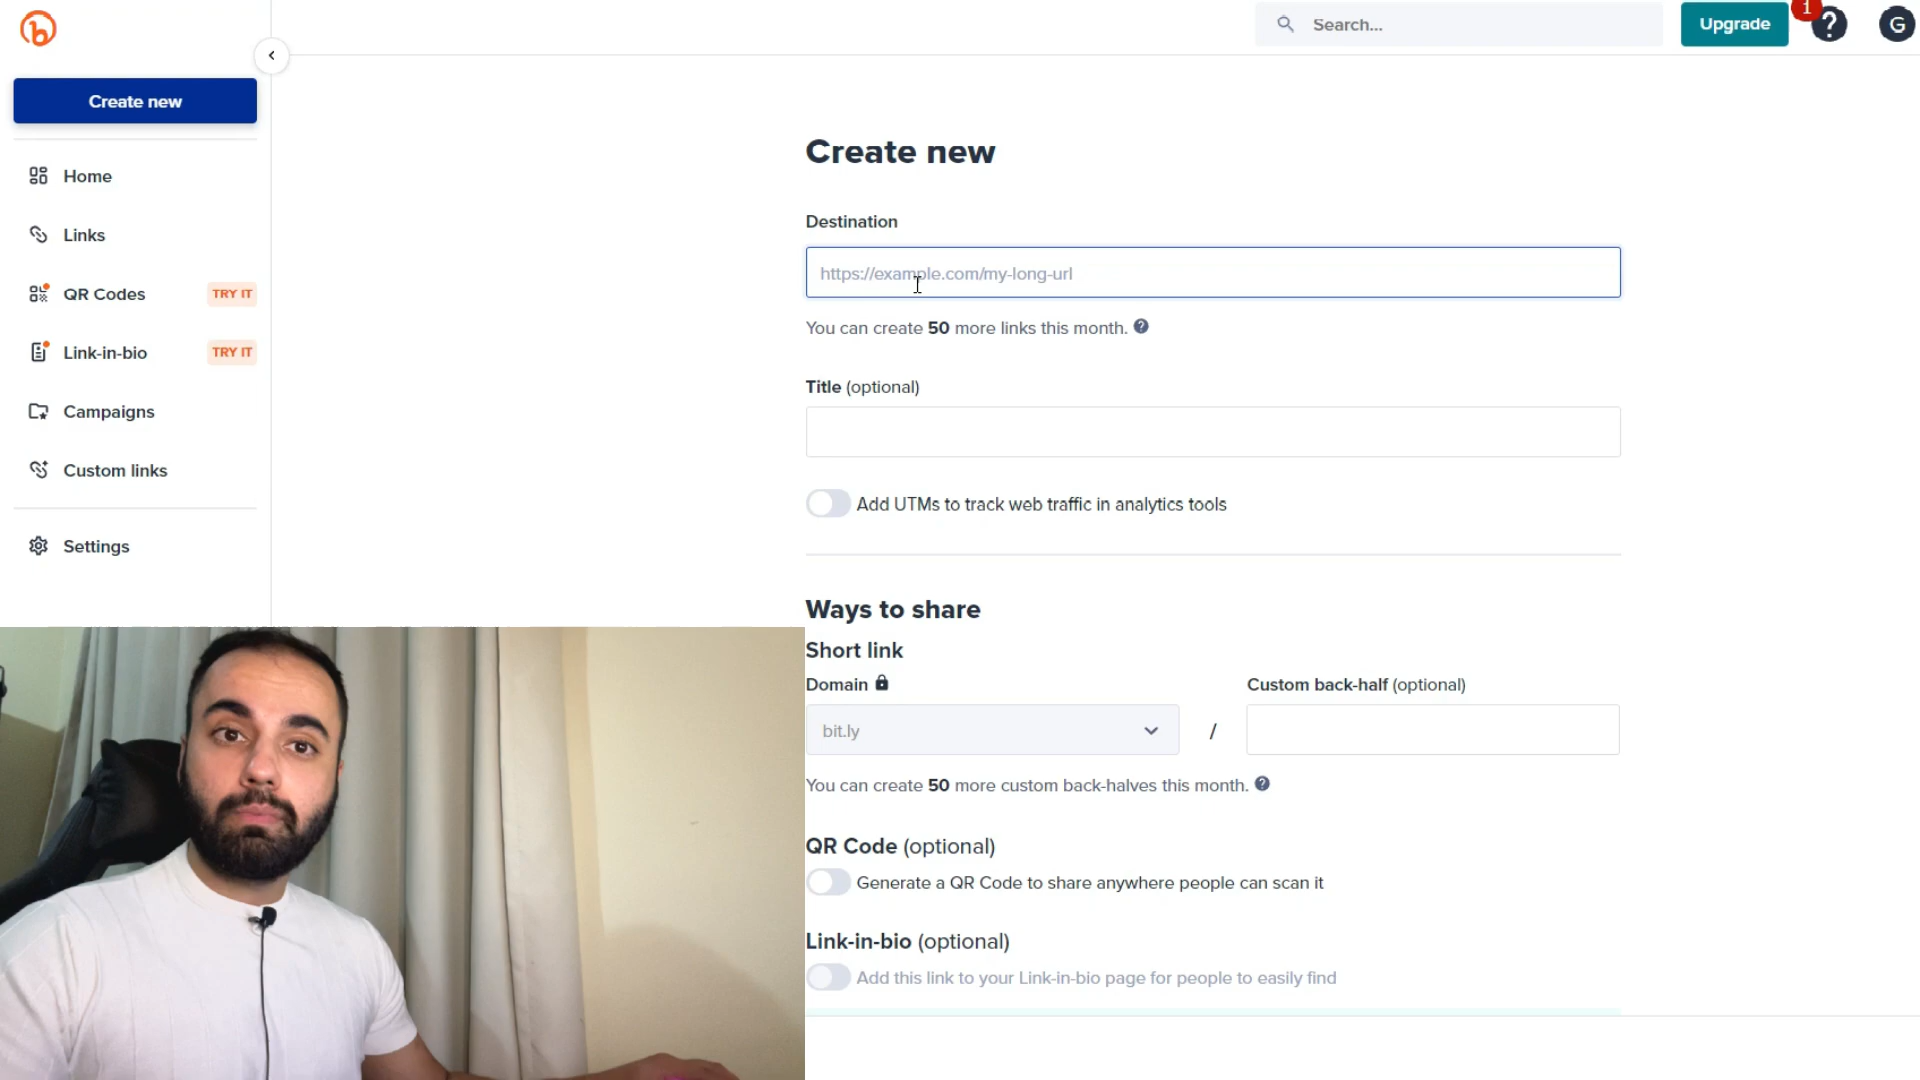 Search...
Upgrade
1
?
G
Create new
Home
Links
QR Codes TRY IT
Link-in-bio TRY IT
Campaigns
Custom links
Settings
Create new
Destination
https://example.com/my-long-url
You can create 50 more links this month. ?
Title (optional)
Add UTMs to track web traffic in analytics tools
Ways to share
Short link
Domain
Custom back-half (optional)
bit.ly
/
You can create 50 more custom back-halves this month. ?
QR Code (optional)
Generate a QR Code to share anywhere people can scan it
Link-in-bio (optional)
Add this link to your Link-in-bio page for people to easily find